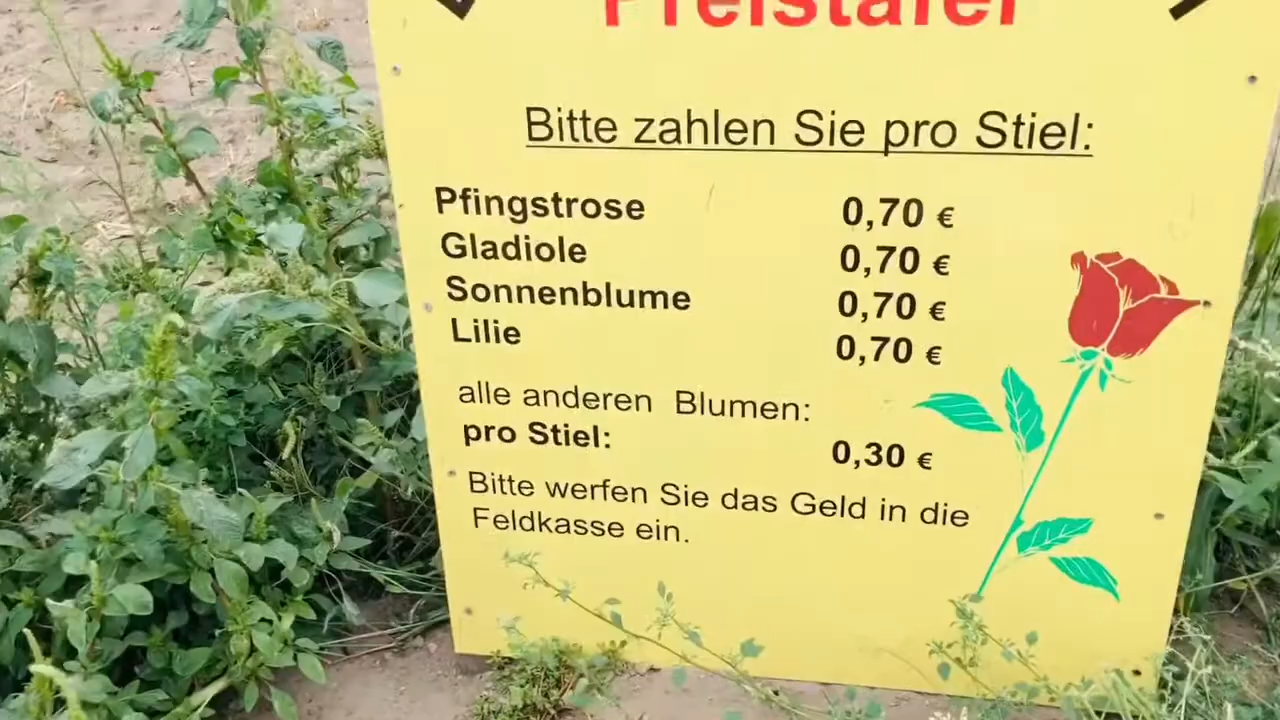 Preistafel
Bitte zahlen Sie pro Stiel:
Pfingstrose 0,70 €
Gladiole 0,70 €
Sonnenblume 0,70 €
Lilie 0,70 €
alle anderen Blumen:
pro Stiel: 0,30 €
Bitte werfen Sie das Geld in die
Feldkasse ein.